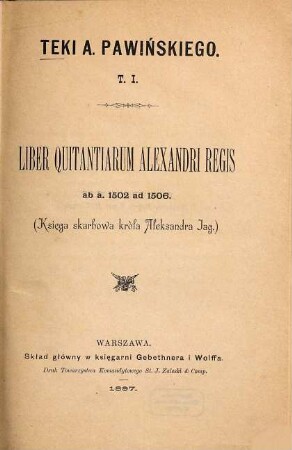 TEKI A. PAWIŃSKIEGO.
T. I.
LIBER QUITANTIARUM ALEXANDRI REGIS
ab a. 1502 ad 1506.
(Księga skarbowa króla Aleksandra Jag.)
WARSZAWA.
Skład główny w księgarni Gebethnera i Wolffa.
Druk Towarzystwa Komandytowego St. J. Zaleski & Comp.
1897.